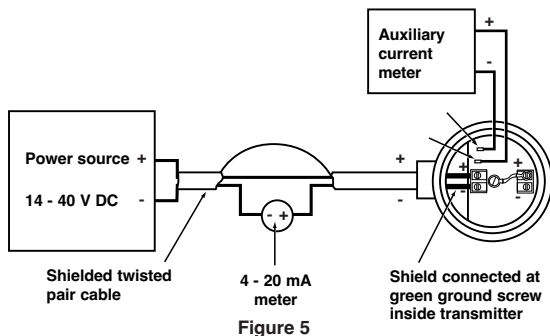 Auxiliary
current
meter
+
-
Power source +
14 - 40 V DC -
+
-
+
-
+
-
- +
Shielded twisted
pair cable
4 - 20 mA
meter
Shield connected at
green ground screw
inside transmitter
Figure 5